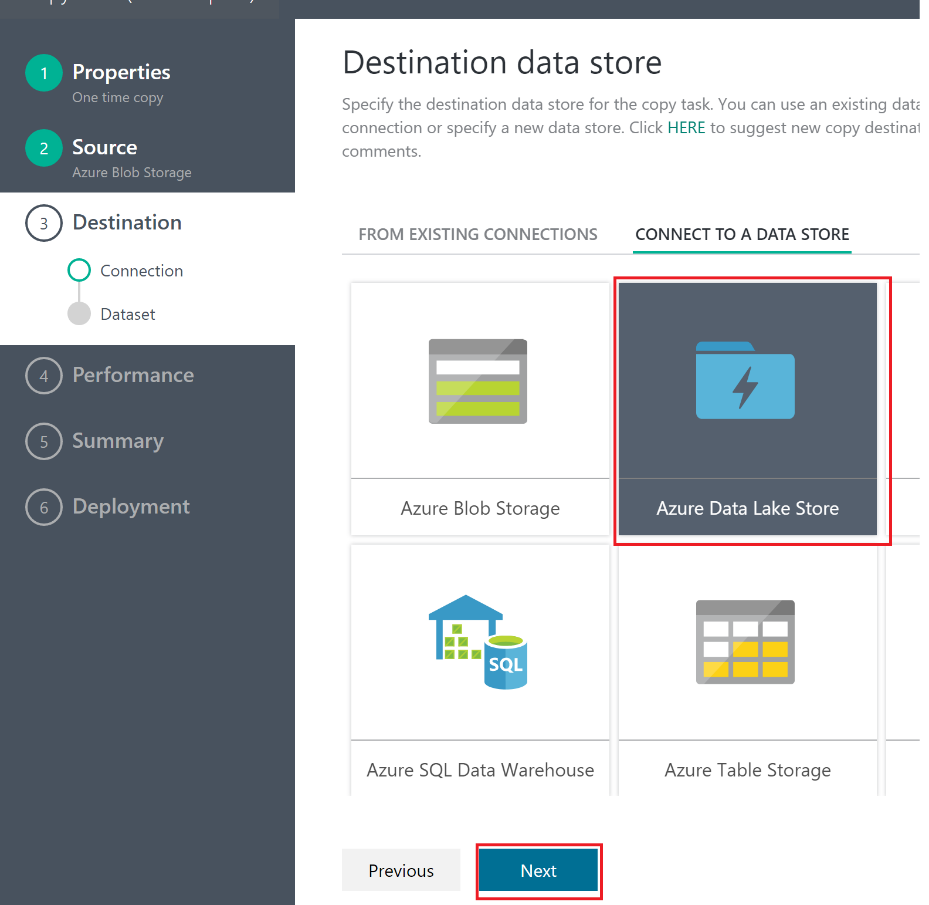 1
Properties
One time copy
2
Source
Azure Blob Storage
3
Destination
Connection
Dataset
4
Performance
5
Summary
6
Deployment
Destination data store
Specify the destination data store for the copy task. You can use an existing data
connection or specify a new data store. Click HERE to suggest new copy destinat
comments.
FROM EXISTING CONNECTIONS
CONNECT TO A DATA STORE
Azure Blob Storage
Azure Data Lake Store
SQL
Azure SQL Data Warehouse
Azure Table Storage
Previous
Next